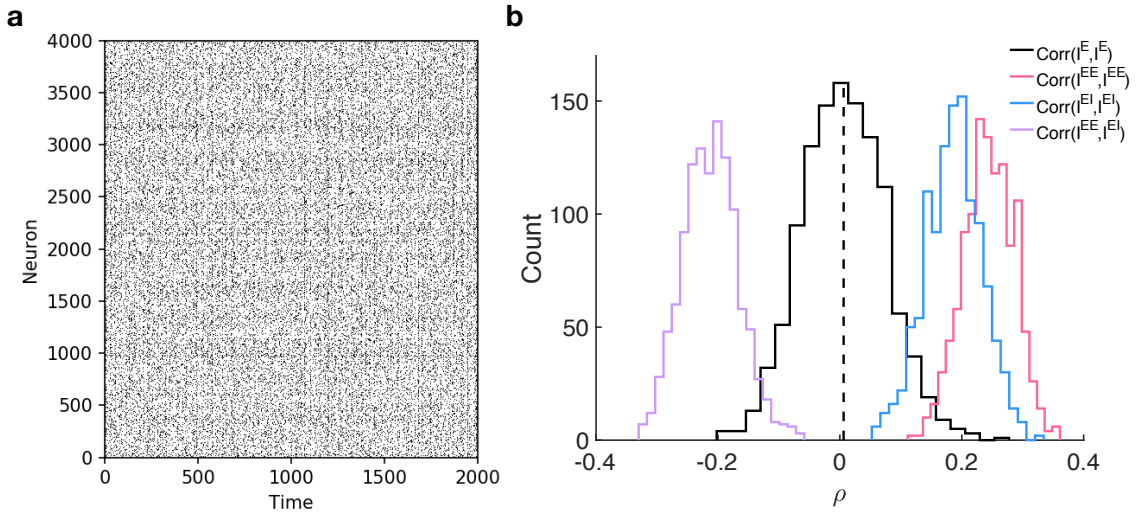 a
4000
3500
3000
2500
2000
1500
1000
500
0
Neuron
0 500 1000 1500 2000
Time
b
Corr(I^E,I^E)
Corr(I^EE,I^EE)
Corr(I^EI,I^EI)
Corr(I^EE,I^EI)
150
100
50
0
Count
-0.4 -0.2 0 0.2 0.4
ρ